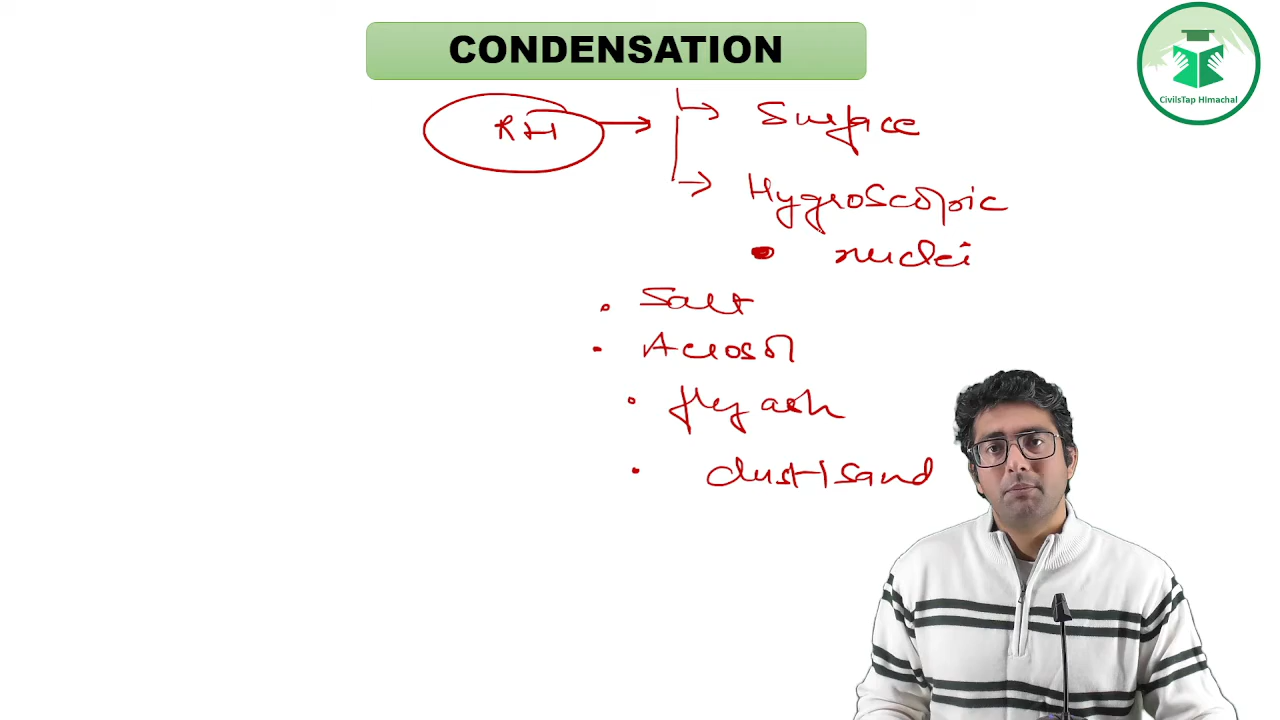 CONDENSATION
CivilsTap Himachal
RH
Surface
Hygroscopic
nuclei
Salt
Aerosol
fly ash
dust/sand